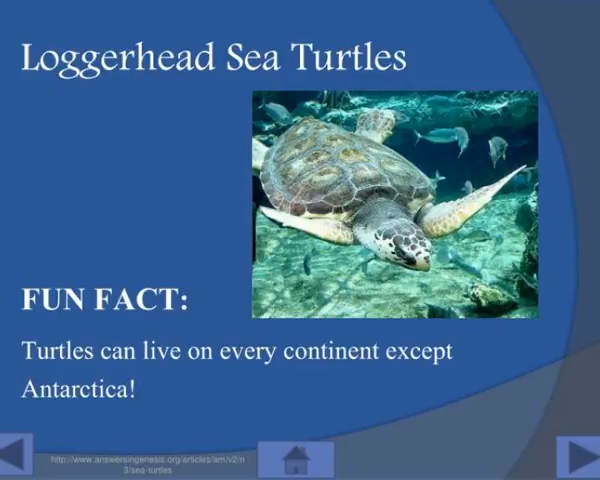 Loggerhead Sea Turtles
FUN FACT:
Turtles can live on every continent except
Antarctica!
http://www.answersingenesis.org/articles/am/v2/n
3/sea-turtles